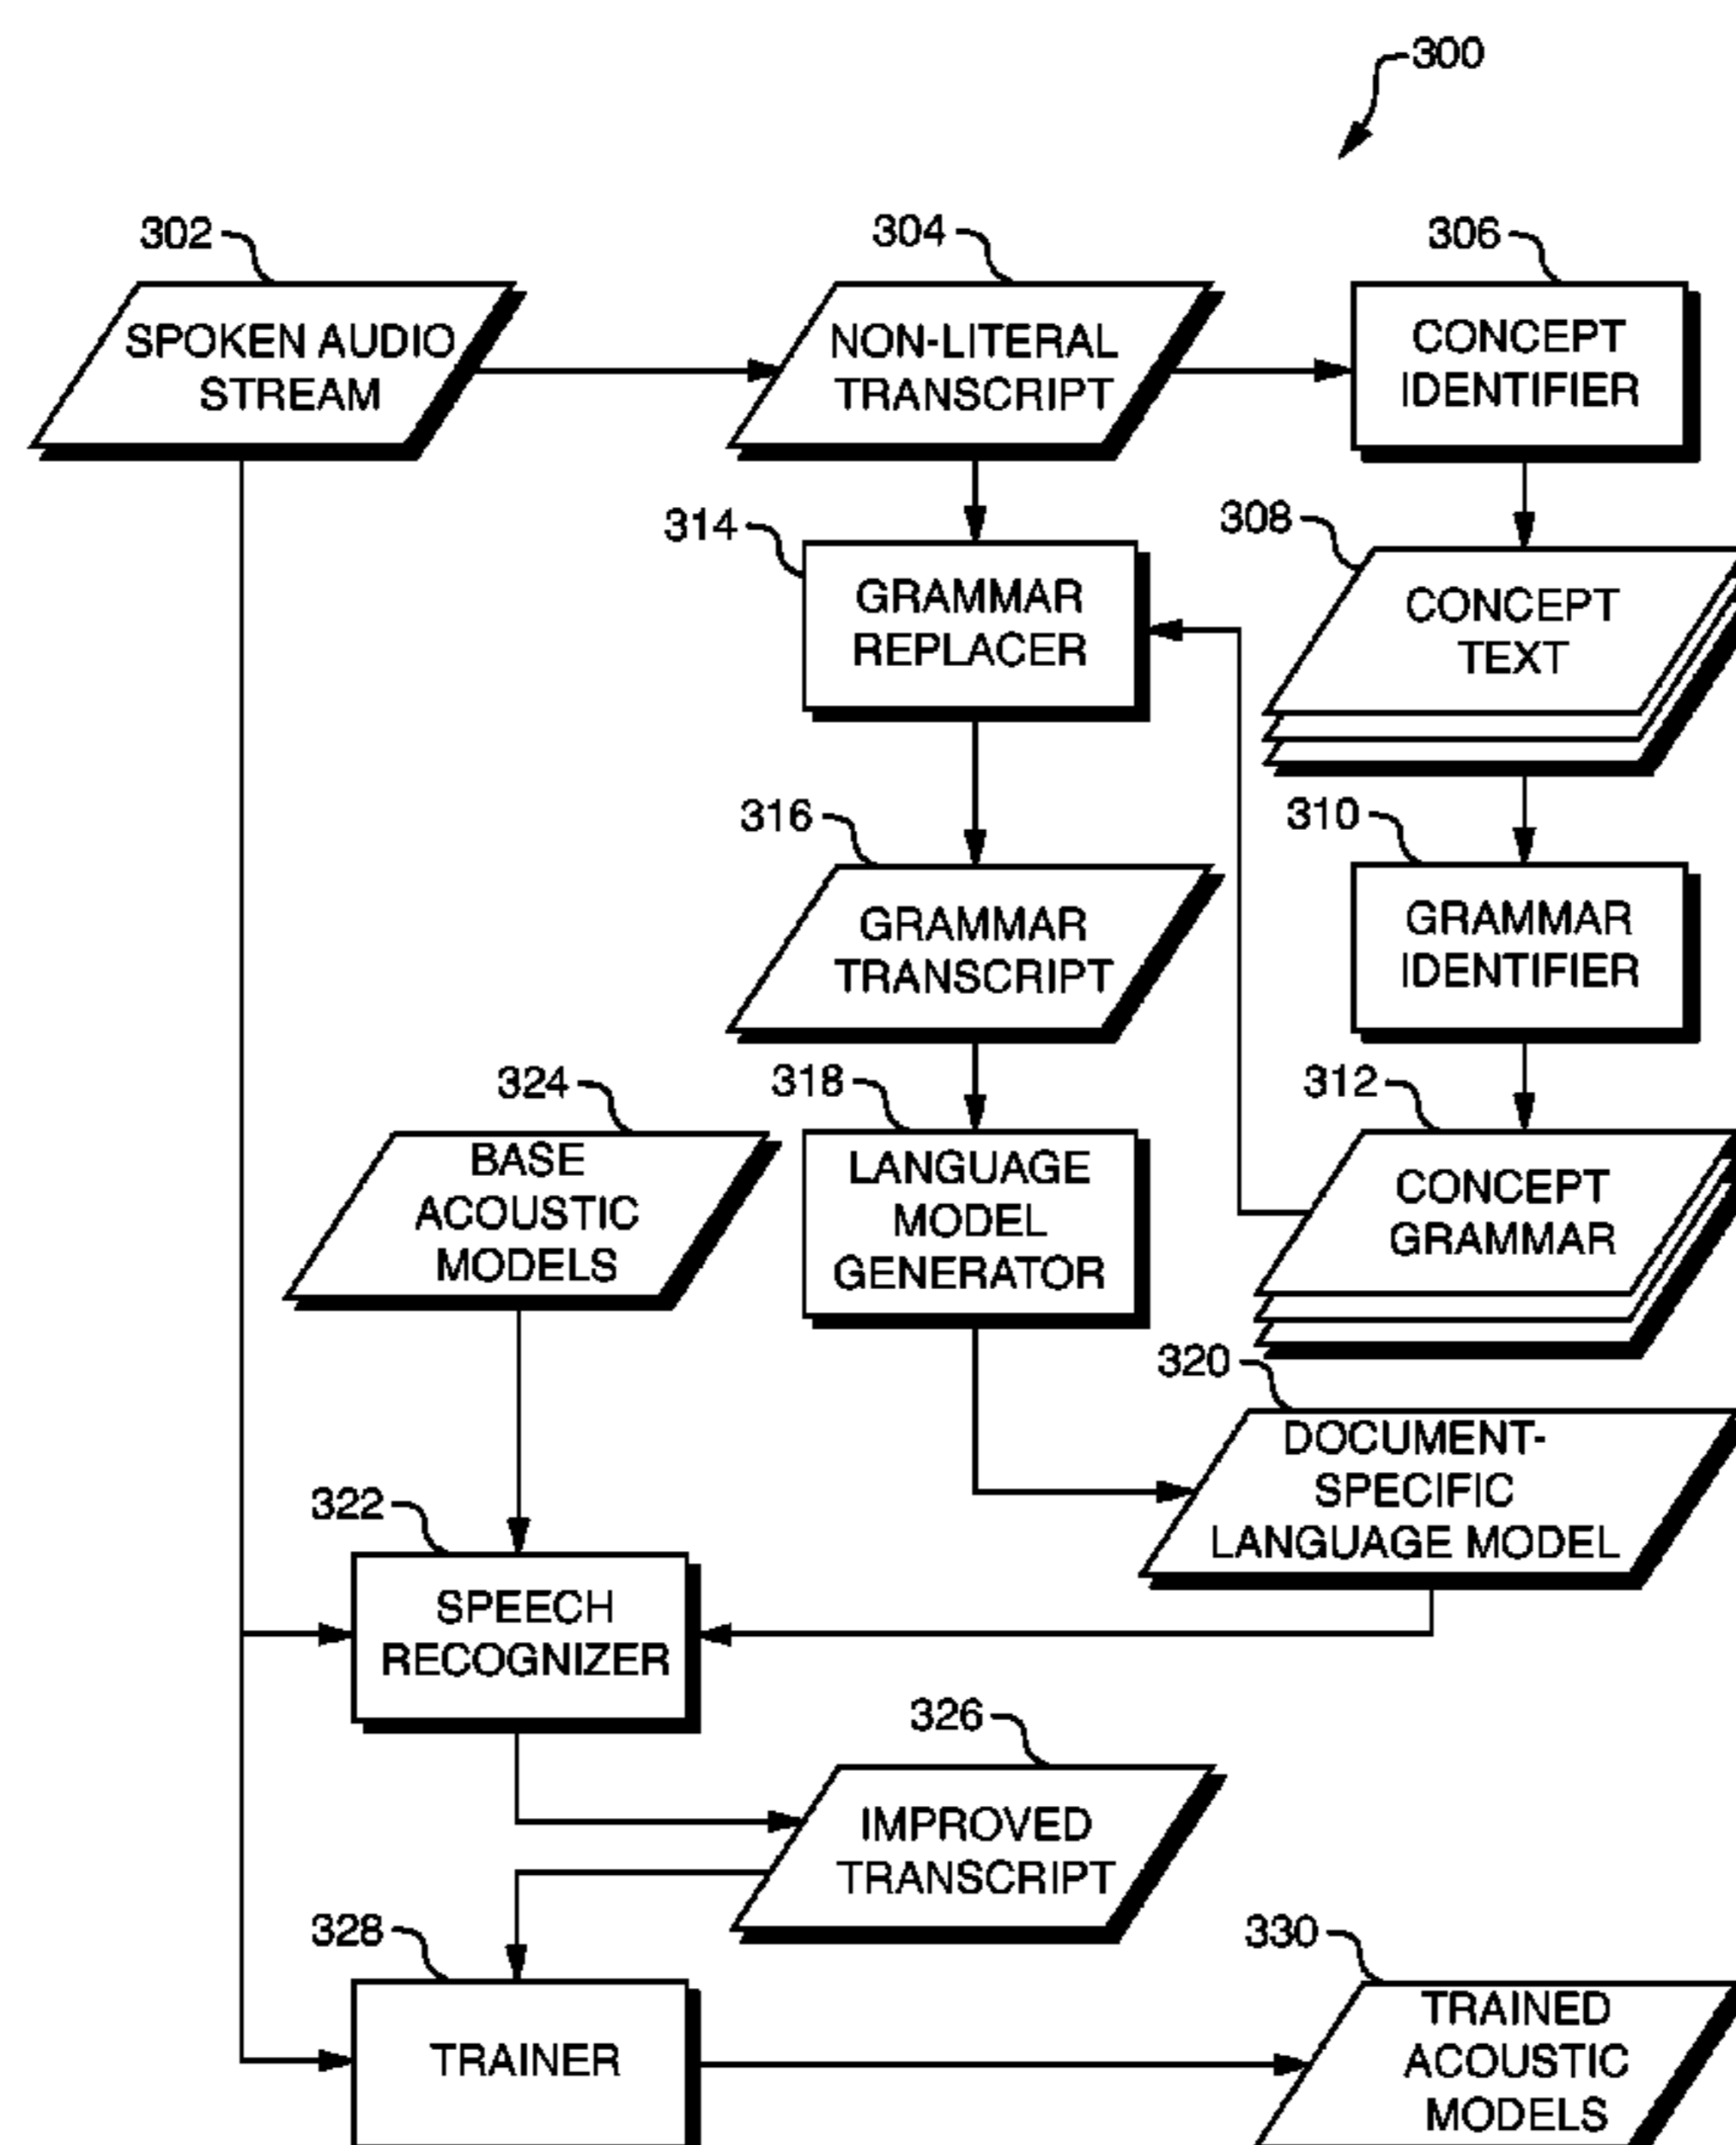 300
302
SPOKEN AUDIO
STREAM
304
NON-LITERAL
TRANSCRIPT
306
CONCEPT
IDENTIFIER
314
GRAMMAR
REPLACER
308
CONCEPT
TEXT
316
GRAMMAR
TRANSCRIPT
310
GRAMMAR
IDENTIFIER
324
BASE
ACOUSTIC
MODELS
318
LANGUAGE
MODEL
GENERATOR
312
CONCEPT
GRAMMAR
320
DOCUMENT-
SPECIFIC
LANGUAGE MODEL
322
SPEECH
RECOGNIZER
326
IMPROVED
TRANSCRIPT
328
TRAINER
330
TRAINED
ACOUSTIC
MODELS